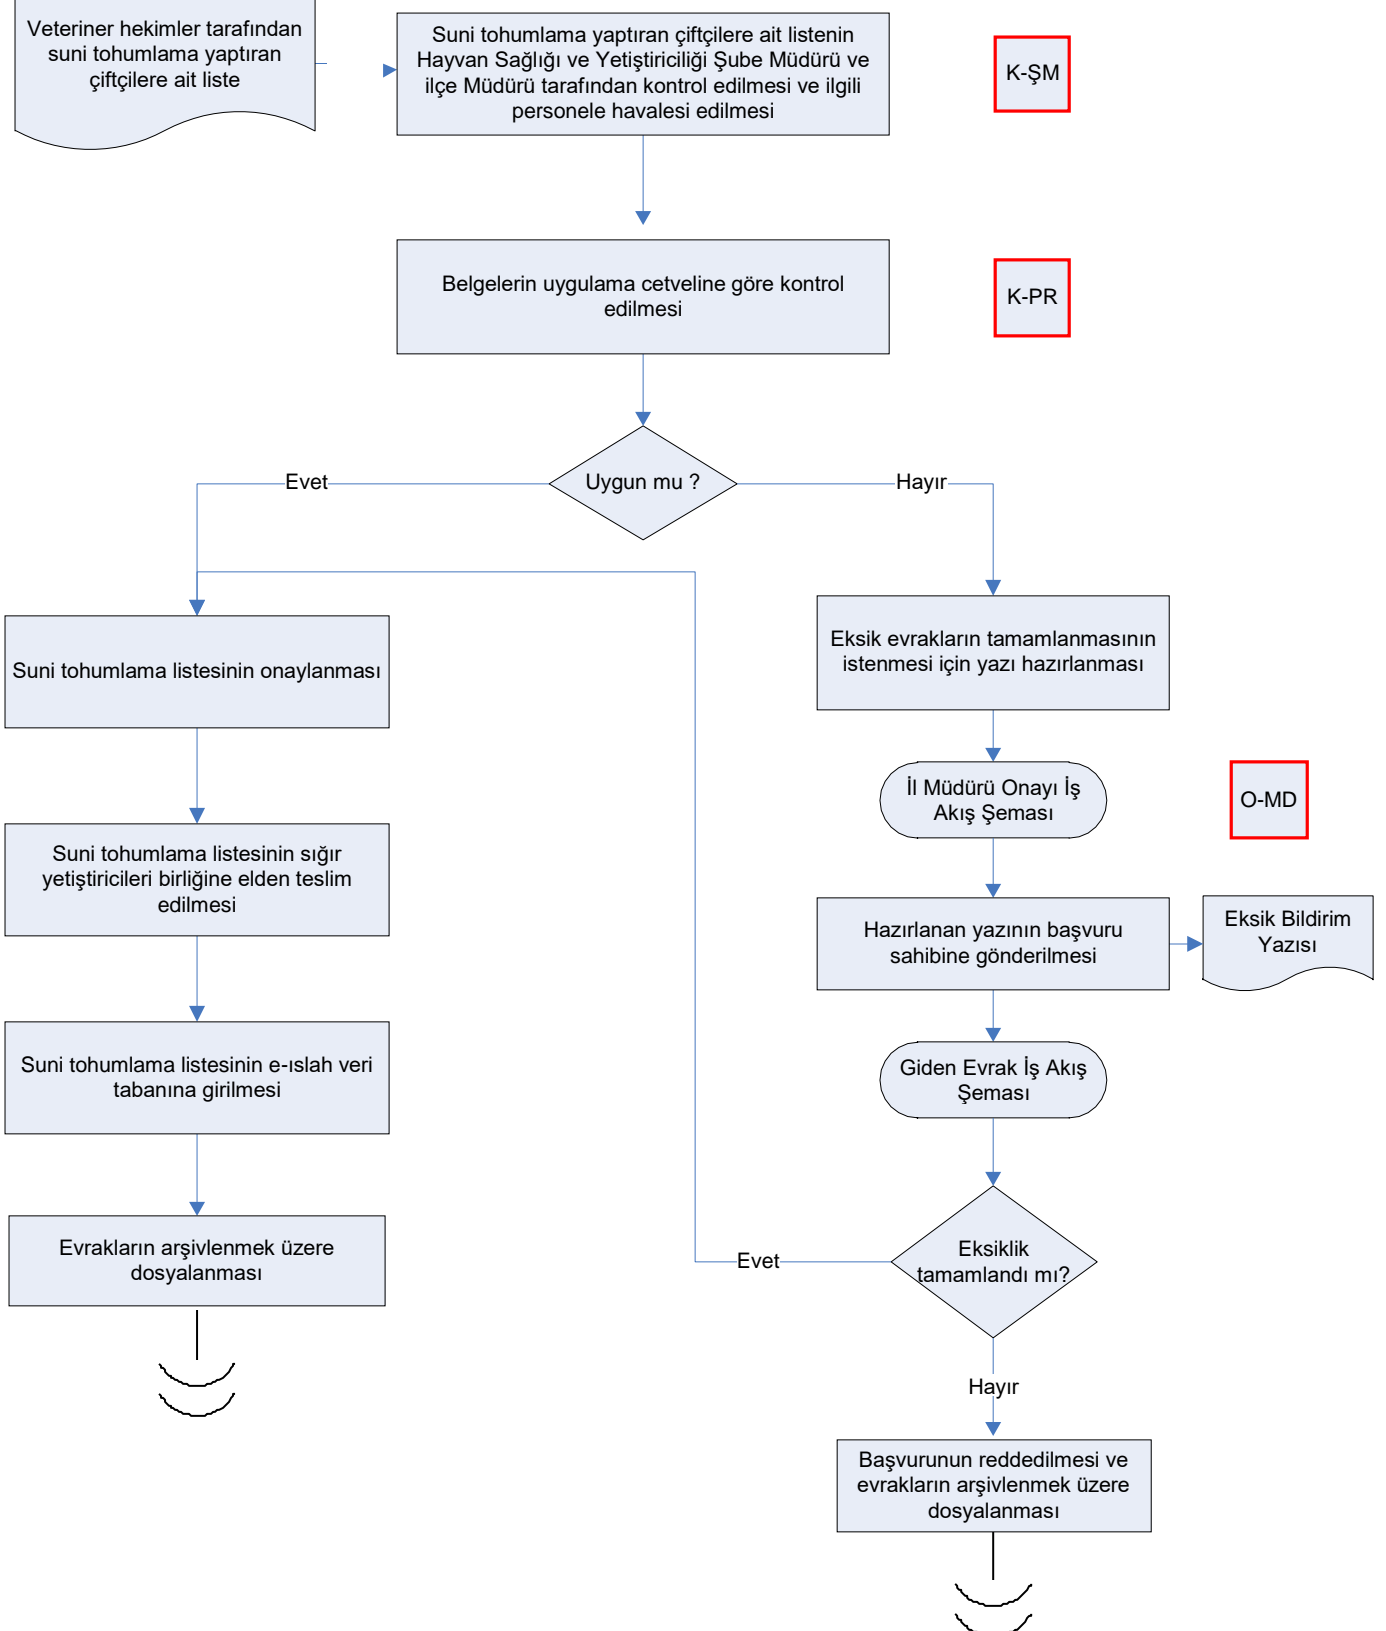 Veteriner hekimler tarafından
suni tohumlama yaptıran
çiftçilere ait liste
Suni tohumlama yaptıran çiftçilere ait listenin
Hayvan Sağlığı ve Yetiştiriciliği Şube Müdürü ve
ilçe Müdürü tarafından kontrol edilmesi ve ilgili
personele havalesi edilmesi
K-ŞM
Belgelerin uygulama cetveline göre kontrol
edilmesi
K-PR
Uygun mu ?
Evet
Hayır
Suni tohumlama listesinin onaylanması
Eksik evrakların tamamlanmasının
istenmesi için yazı hazırlanması
İl Müdürü Onayı İş
Akış Şeması
O-MD
Suni tohumlama listesinin sığır
yetiştiricileri birliğine elden teslim
edilmesi
Hazırlanan yazının başvuru
sahibine gönderilmesi
Eksik Bildirim
Yazısı
Suni tohumlama listesinin e-ıslah veri
tabanına girilmesi
Giden Evrak İş Akış
Şeması
Evrakların arşivlenmek üzere
dosyalanması
Evet
Eksiklik
tamamlandı mı?
Hayır
Başvurunun reddedilmesi ve
evrakların arşivlenmek üzere
dosyalanması